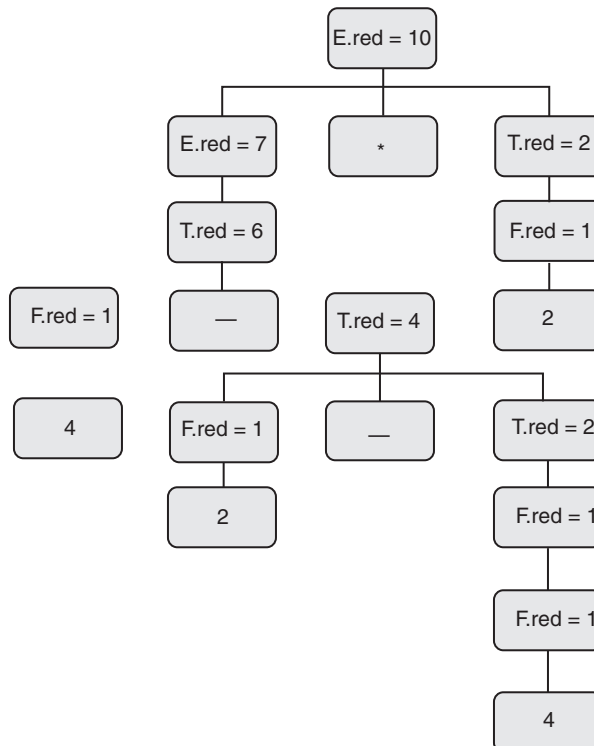 E.red = 10
E.red = 7 * T.red = 2
T.red = 6 F.red = 1
F.red = 1 — T.red = 4 2
4 F.red = 1 — T.red = 2
2 F.red = 1
F.red = 1
4